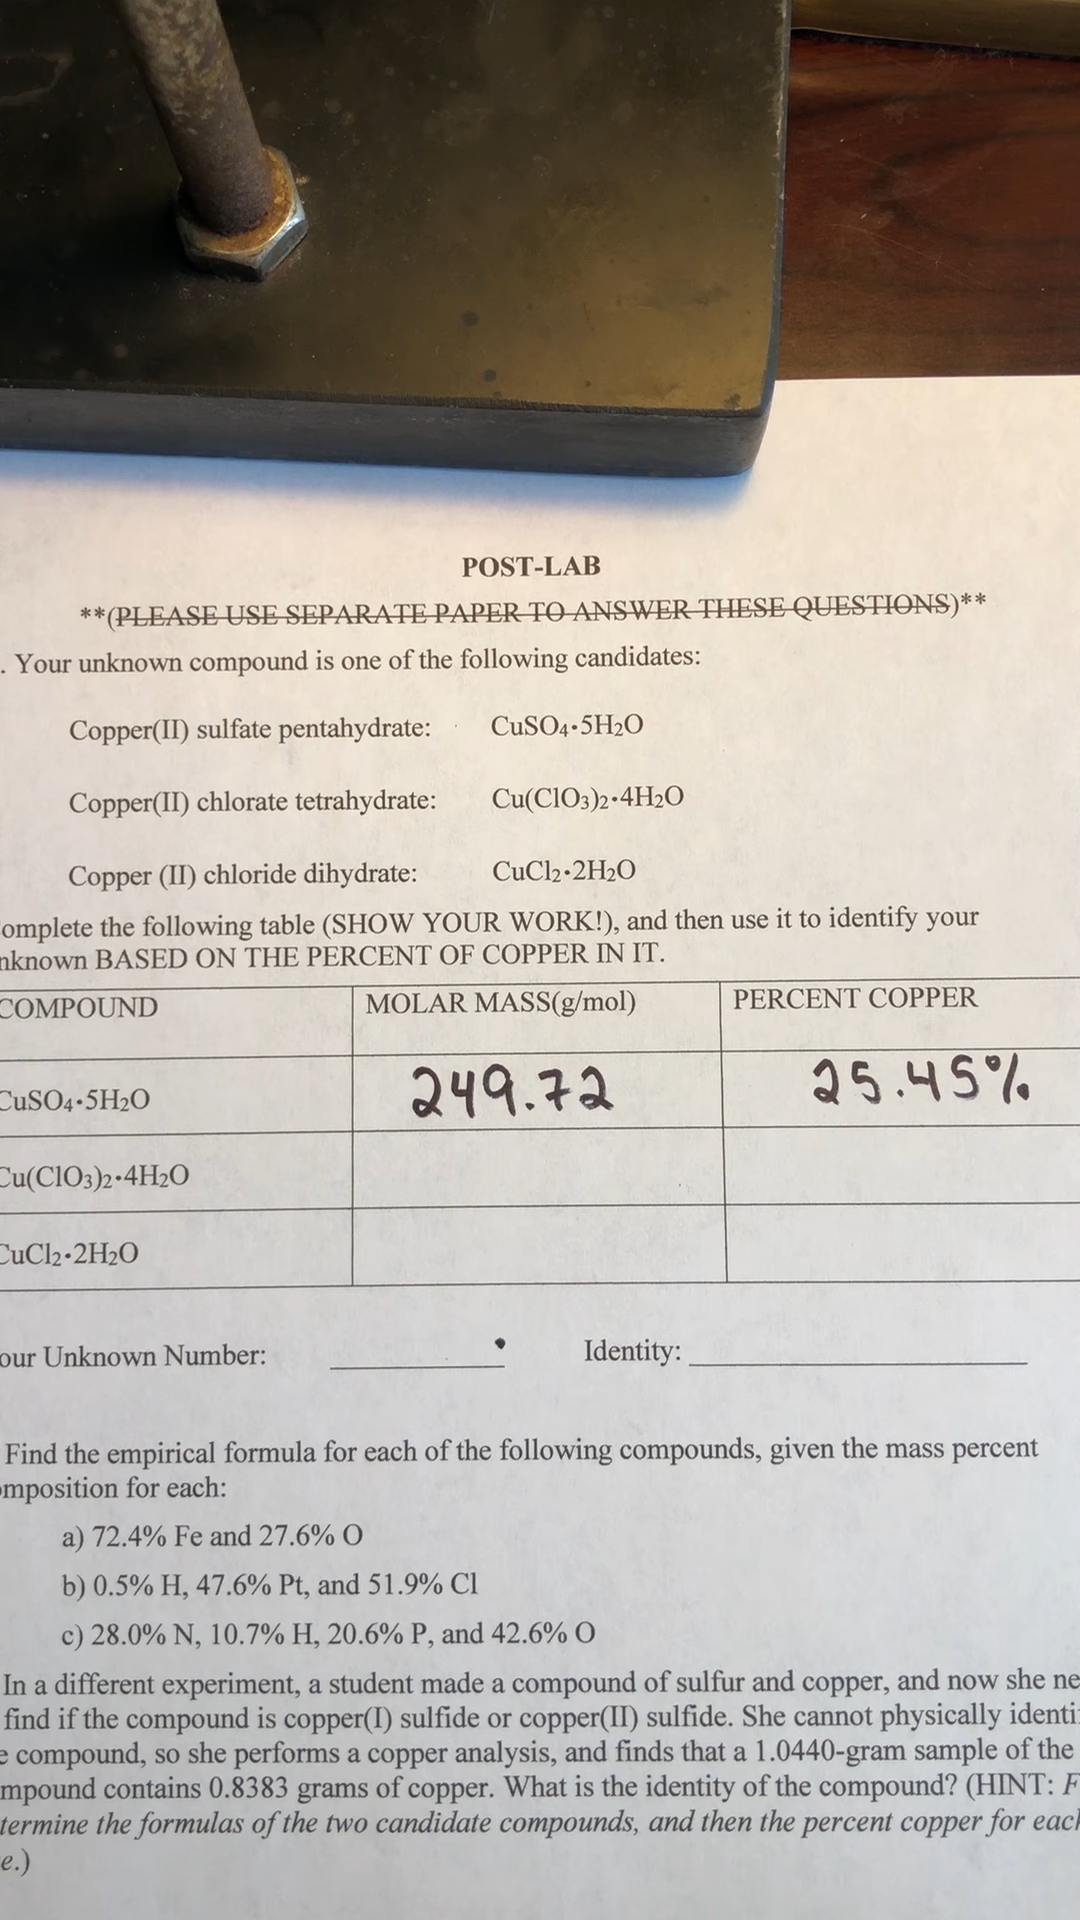 POST-LAB
**(PLEASE USE SEPARATE PAPER TO ANSWER THESE QUESTIONS)**
. Your unknown compound is one of the following candidates:
Copper(II) sulfate pentahydrate: CuSO4•5H2O
Copper(II) chlorate tetrahydrate: Cu(ClO3)2•4H2O
Copper (II) chloride dihydrate: CuCl2•2H2O
omplete the following table (SHOW YOUR WORK!), and then use it to identify your
nknown BASED ON THE PERCENT OF COPPER IN IT.
COMPOUND MOLAR MASS(g/mol) PERCENT COPPER
CuSO4•5H2O 249.72 25.45%
Cu(ClO3)2•4H2O
CuCl2•2H2O
our Unknown Number: Identity:
Find the empirical formula for each of the following compounds, given the mass percent
omposition for each:
a) 72.4% Fe and 27.6% O
b) 0.5% H, 47.6% Pt, and 51.9% Cl
c) 28.0% N, 10.7% H, 20.6% P, and 42.6% O
In a different experiment, a student made a compound of sulfur and copper, and now she ne
find if the compound is copper(I) sulfide or copper(II) sulfide. She cannot physically identi
e compound, so she performs a copper analysis, and finds that a 1.0440-gram sample of the
mpound contains 0.8383 grams of copper. What is the identity of the compound? (HINT: F
termine the formulas of the two candidate compounds, and then the percent copper for each
e.)